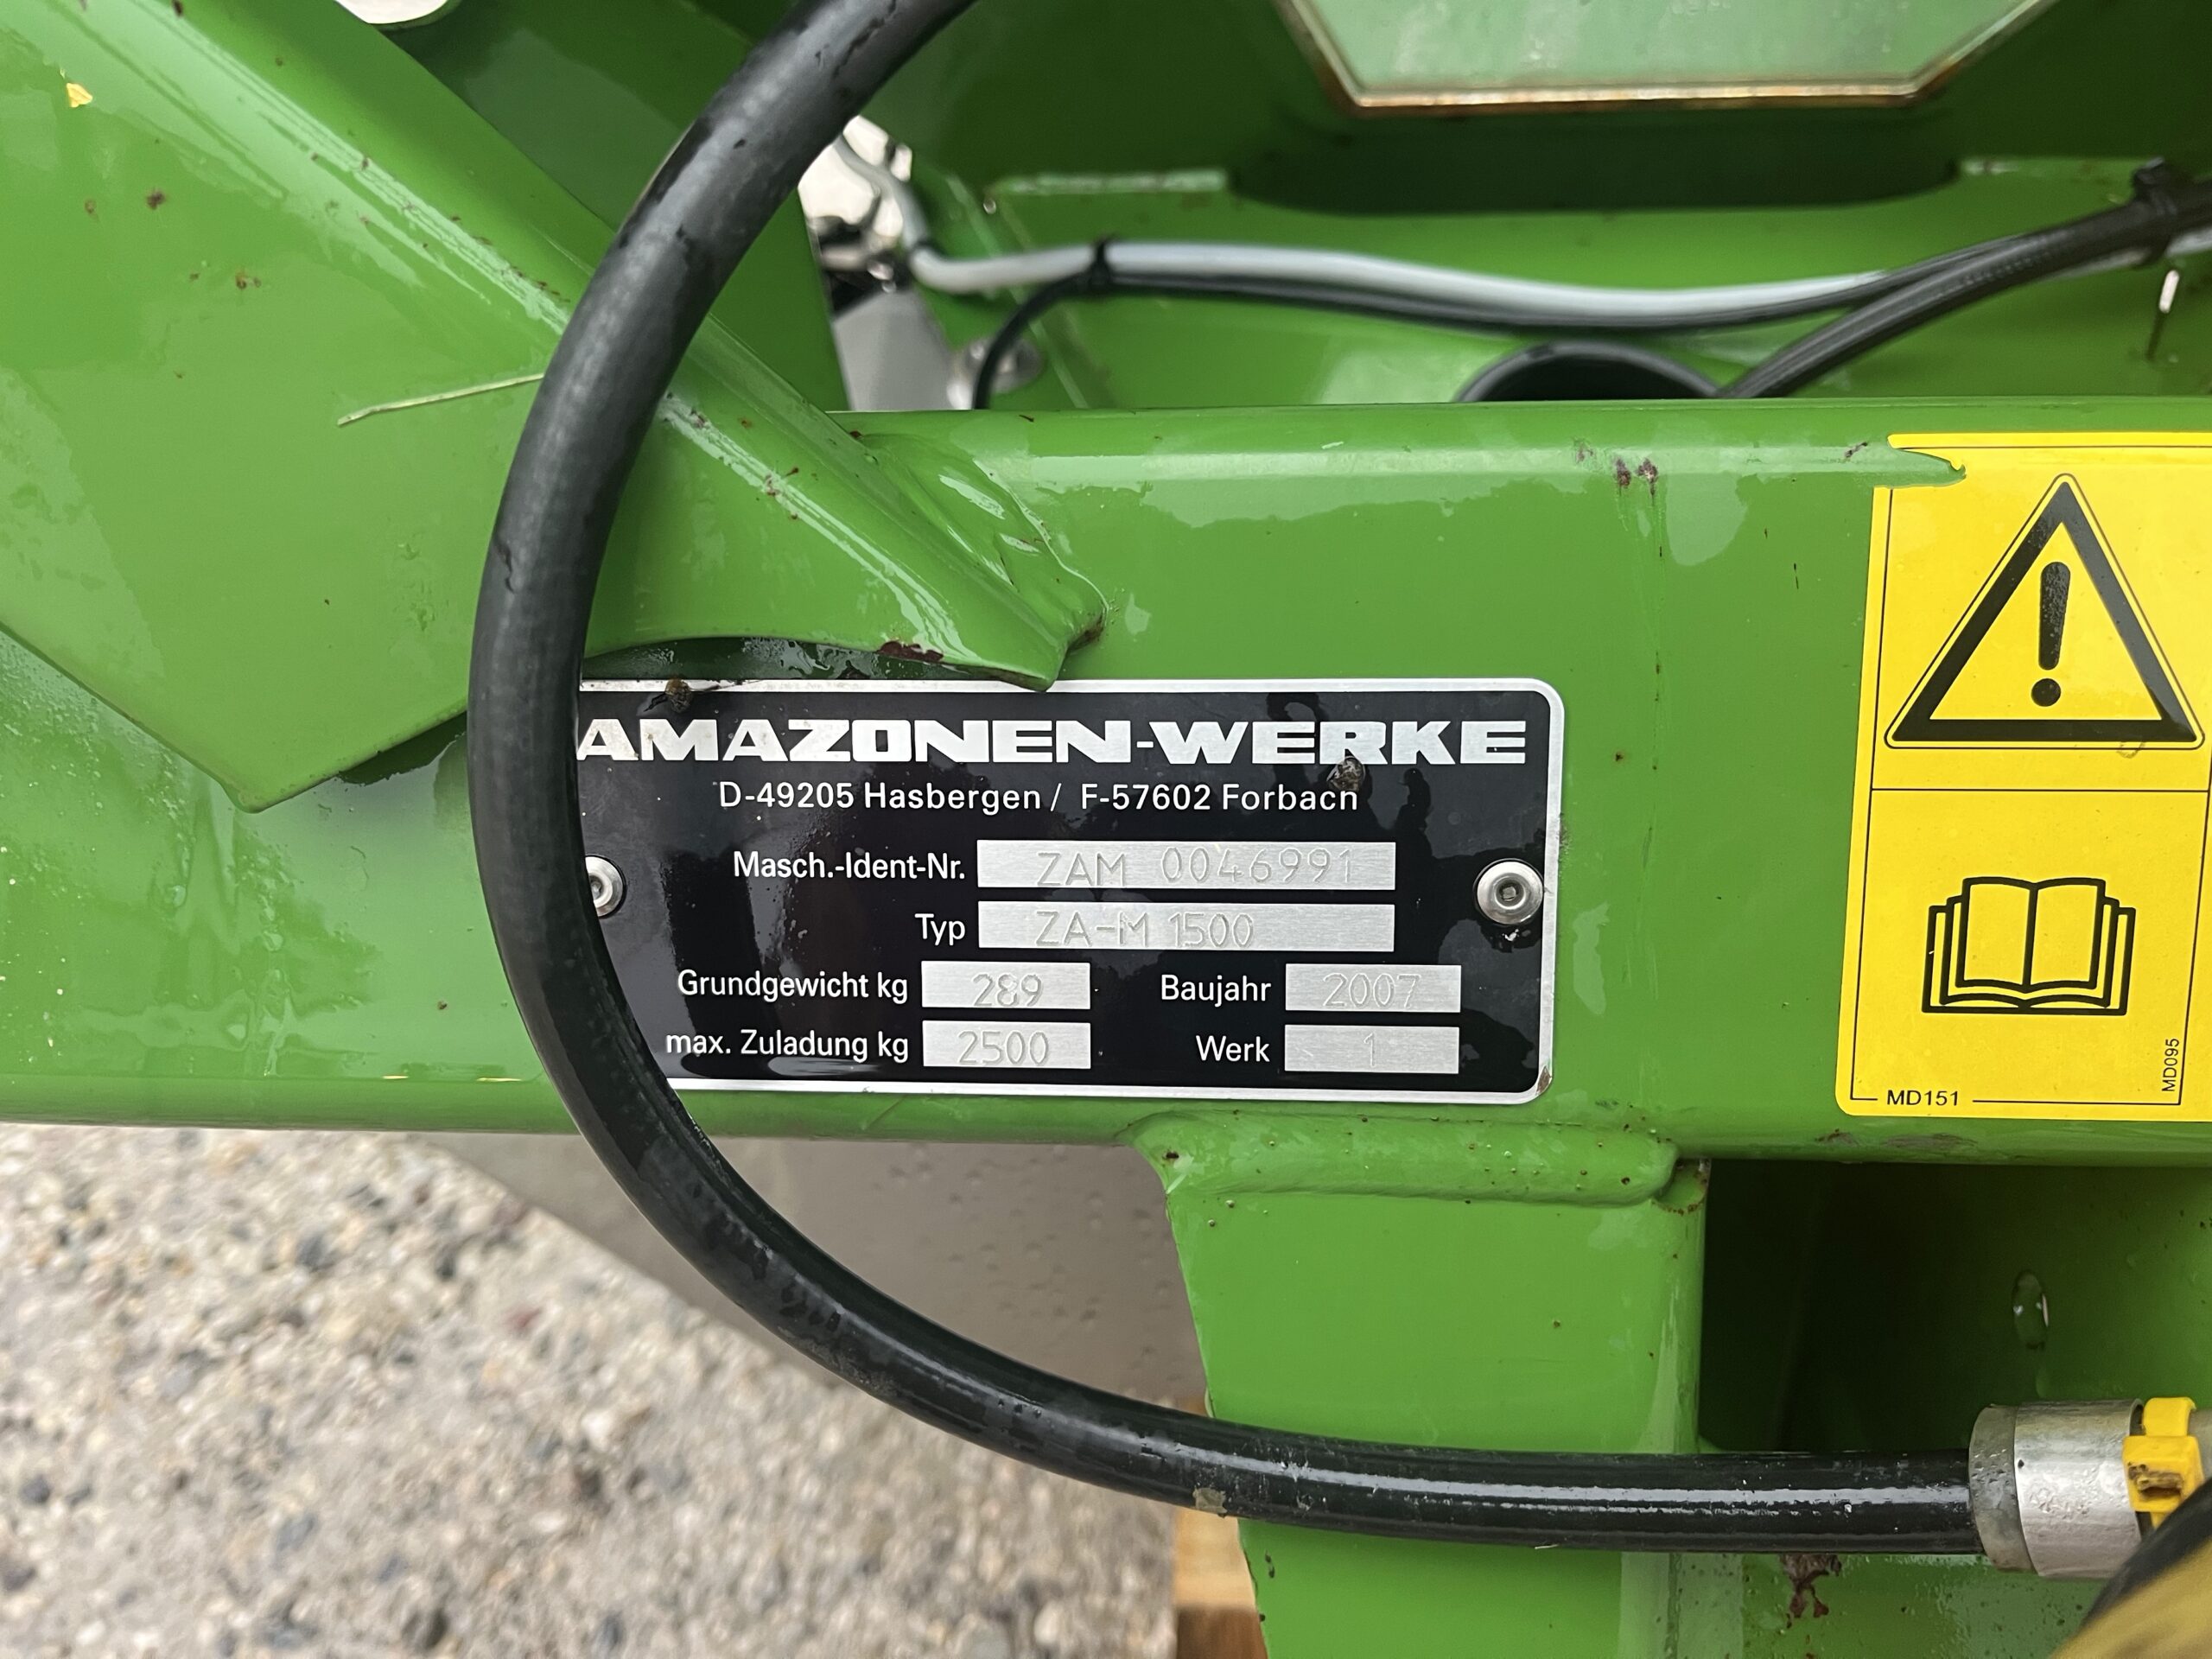 AMAZONEN-WERKE
D-49205 Hasbergen / F-57602 Forbach
Masch.-Ident-Nr. ZAM 0046991
Typ ZA-M 1500
Grundgewicht kg 289 Baujahr 2007
max. Zuladung kg 2500 Werk 1
MD151
MD095